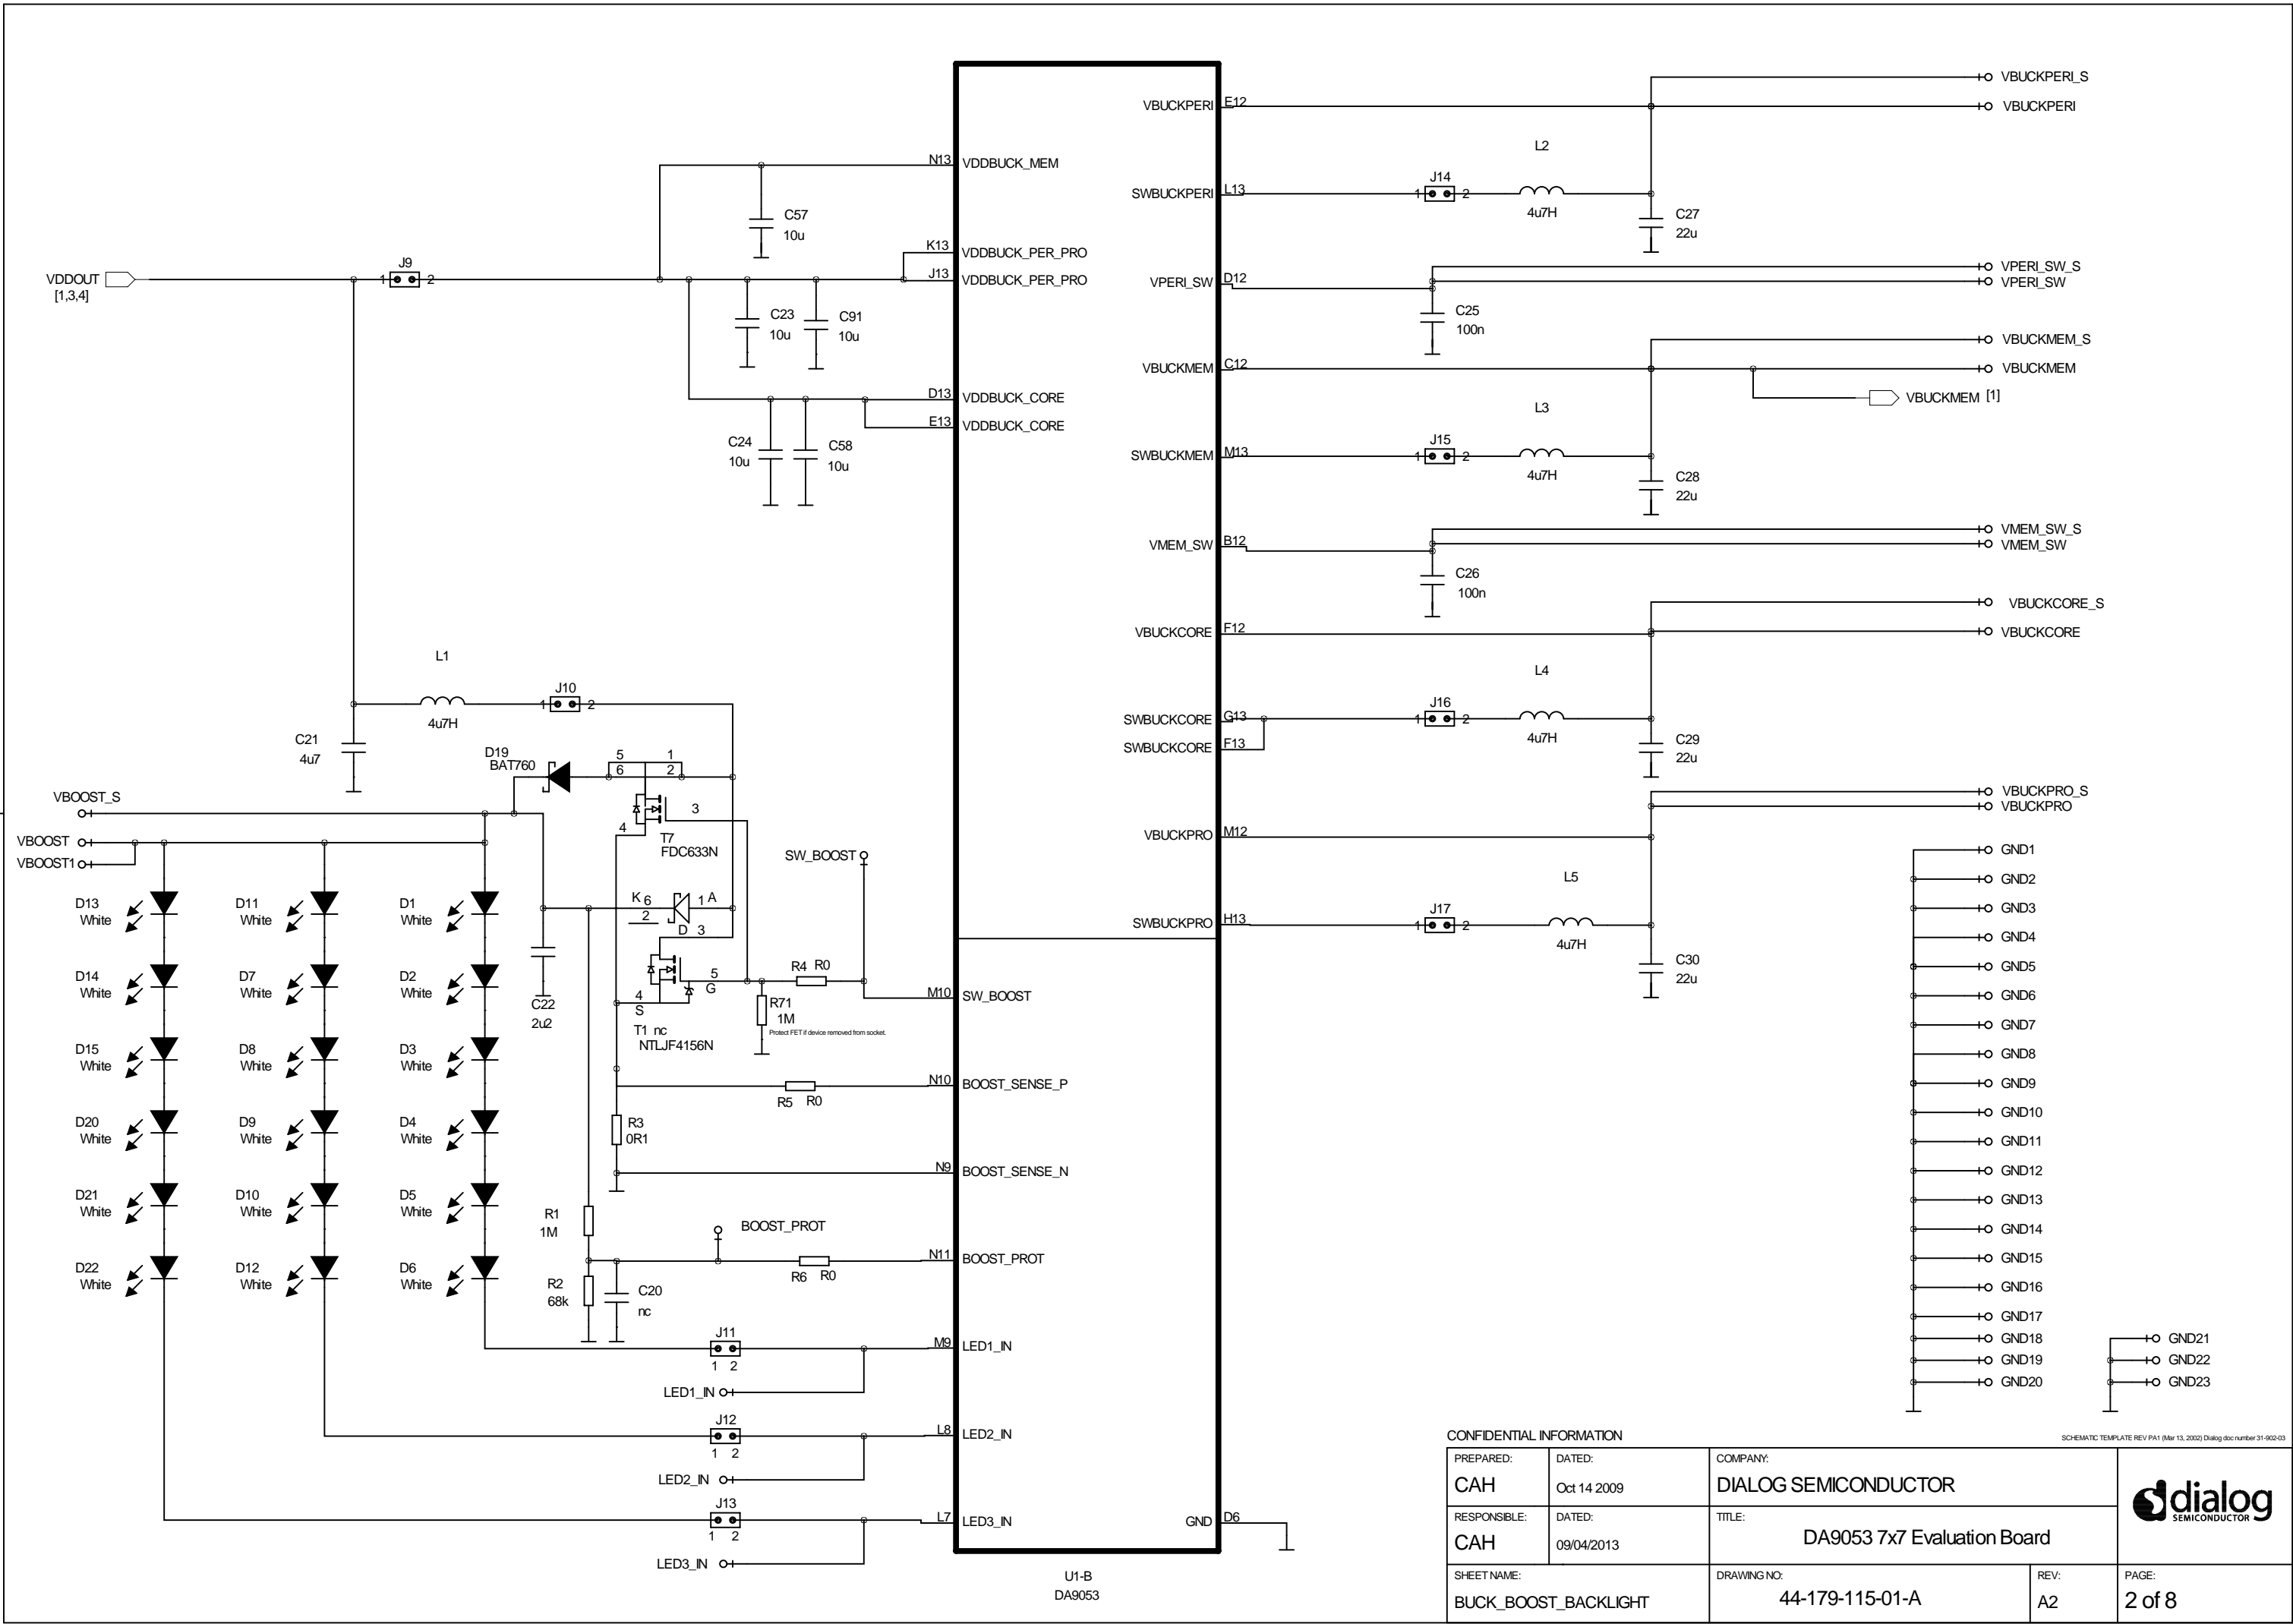 VDDOUT
[1,3,4]
1 J9 2
C57
10u
C23
10u
C91
10u
C24
10u
C58
10u
N13 VDDBUCK_MEM
K13 VDDBUCK_PER_PRO
J13 VDDBUCK_PER_PRO
D13 VDDBUCK_CORE
E13 VDDBUCK_CORE
L1
4u7H
1 J10 2
C21
4u7
D19
BAT760
5 1
6 2
3
4
T7
FDC633N
VBOOST_S
VBOOST
VBOOST1
SW_BOOST
K 6 1 A
2
D 3
5
G
4
S
T1 nc
NTLJF4156N
C22
2u2
R4 R0
R71
1M
Protect FET if device removed from socket.
M10 SW_BOOST
D13
White
D11
White
D1
White
D14
White
D7
White
D2
White
D15
White
D8
White
D3
White
D20
White
D9
White
D4
White
D21
White
D10
White
D5
White
D22
White
D12
White
D6
White
R5 R0
N10 BOOST_SENSE_P
R3
0R1
N9 BOOST_SENSE_N
R1
1M
BOOST_PROT
R6 R0
N11 BOOST_PROT
R2
68k
C20
nc
J11
1 2
M9 LED1_IN
LED1_IN
J12
1 2
L8 LED2_IN
LED2_IN
J13
1 2
L7 LED3_IN
LED3_IN
U1-B
DA9053
GND D6
VBUCKPERI E12
VBUCKPERI_S
VBUCKPERI
SWBUCKPERI L13
1 J14 2
L2
4u7H
C27
22u
VPERI_SW D12
VPERI_SW_S
VPERI_SW
C25
100n
VBUCKMEM C12
VBUCKMEM_S
VBUCKMEM
VBUCKMEM [1]
SWBUCKMEM M13
1 J15 2
L3
4u7H
C28
22u
VMEM_SW B12
VMEM_SW_S
VMEM_SW
C26
100n
VBUCKCORE F12
VBUCKCORE_S
VBUCKCORE
SWBUCKCORE G13
SWBUCKCORE F13
1 J16 2
L4
4u7H
C29
22u
VBUCKPRO M12
VBUCKPRO_S
VBUCKPRO
SWBUCKPRO H13
1 J17 2
L5
4u7H
C30
22u
GND1
GND2
GND3
GND4
GND5
GND6
GND7
GND8
GND9
GND10
GND11
GND12
GND13
GND14
GND15
GND16
GND17
GND18
GND19
GND20
GND21
GND22
GND23
CONFIDENTIAL INFORMATION
SCHEMATIC TEMPLATE REV PA1 (Mar 13, 2002) Dialog doc number 31-902-03
PREPARED:
CAH
DATED:
Oct 14 2009
COMPANY:
DIALOG SEMICONDUCTOR
RESPONSIBLE:
CAH
DATED:
09/04/2013
TITLE:
DA9053 7x7 Evaluation Board
dialog
SEMICONDUCTOR
SHEET NAME:
BUCK_BOOST_BACKLIGHT
DRAWING NO:
44-179-115-01-A
REV:
A2
PAGE:
2 of 8